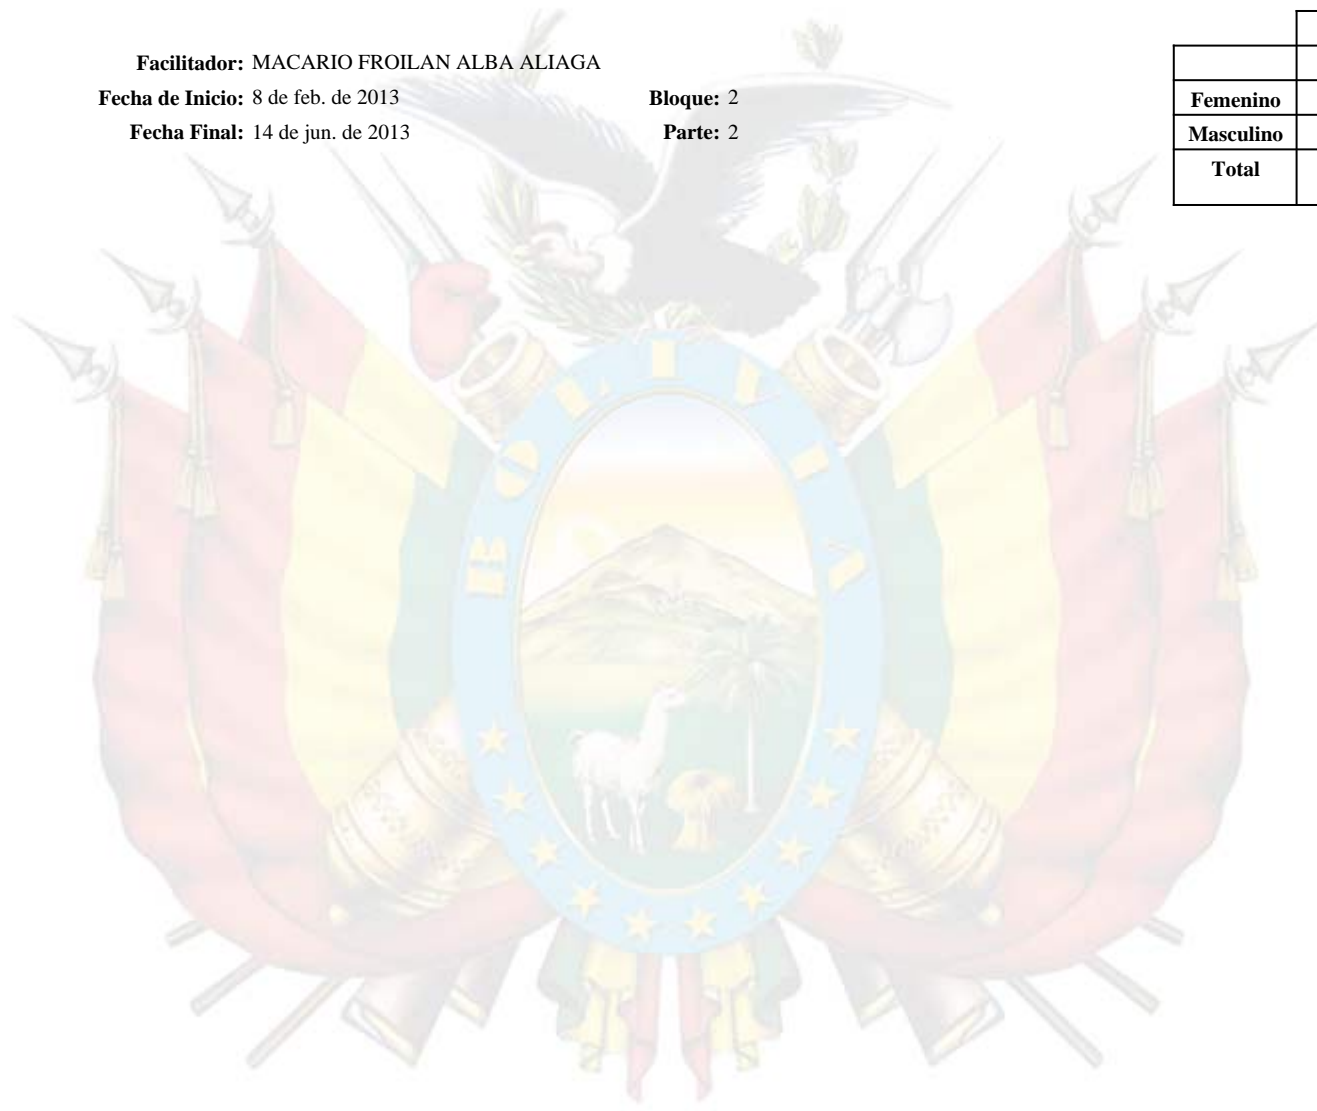 Facilitador: MACARIO FROILAN ALBA ALIAGA
Fecha de Inicio: 8 de feb. de 2013 Bloque: 2
Fecha Final: 14 de jun. de 2013 Parte: 2
Femenino
Masculino
Total
BOLIVIA